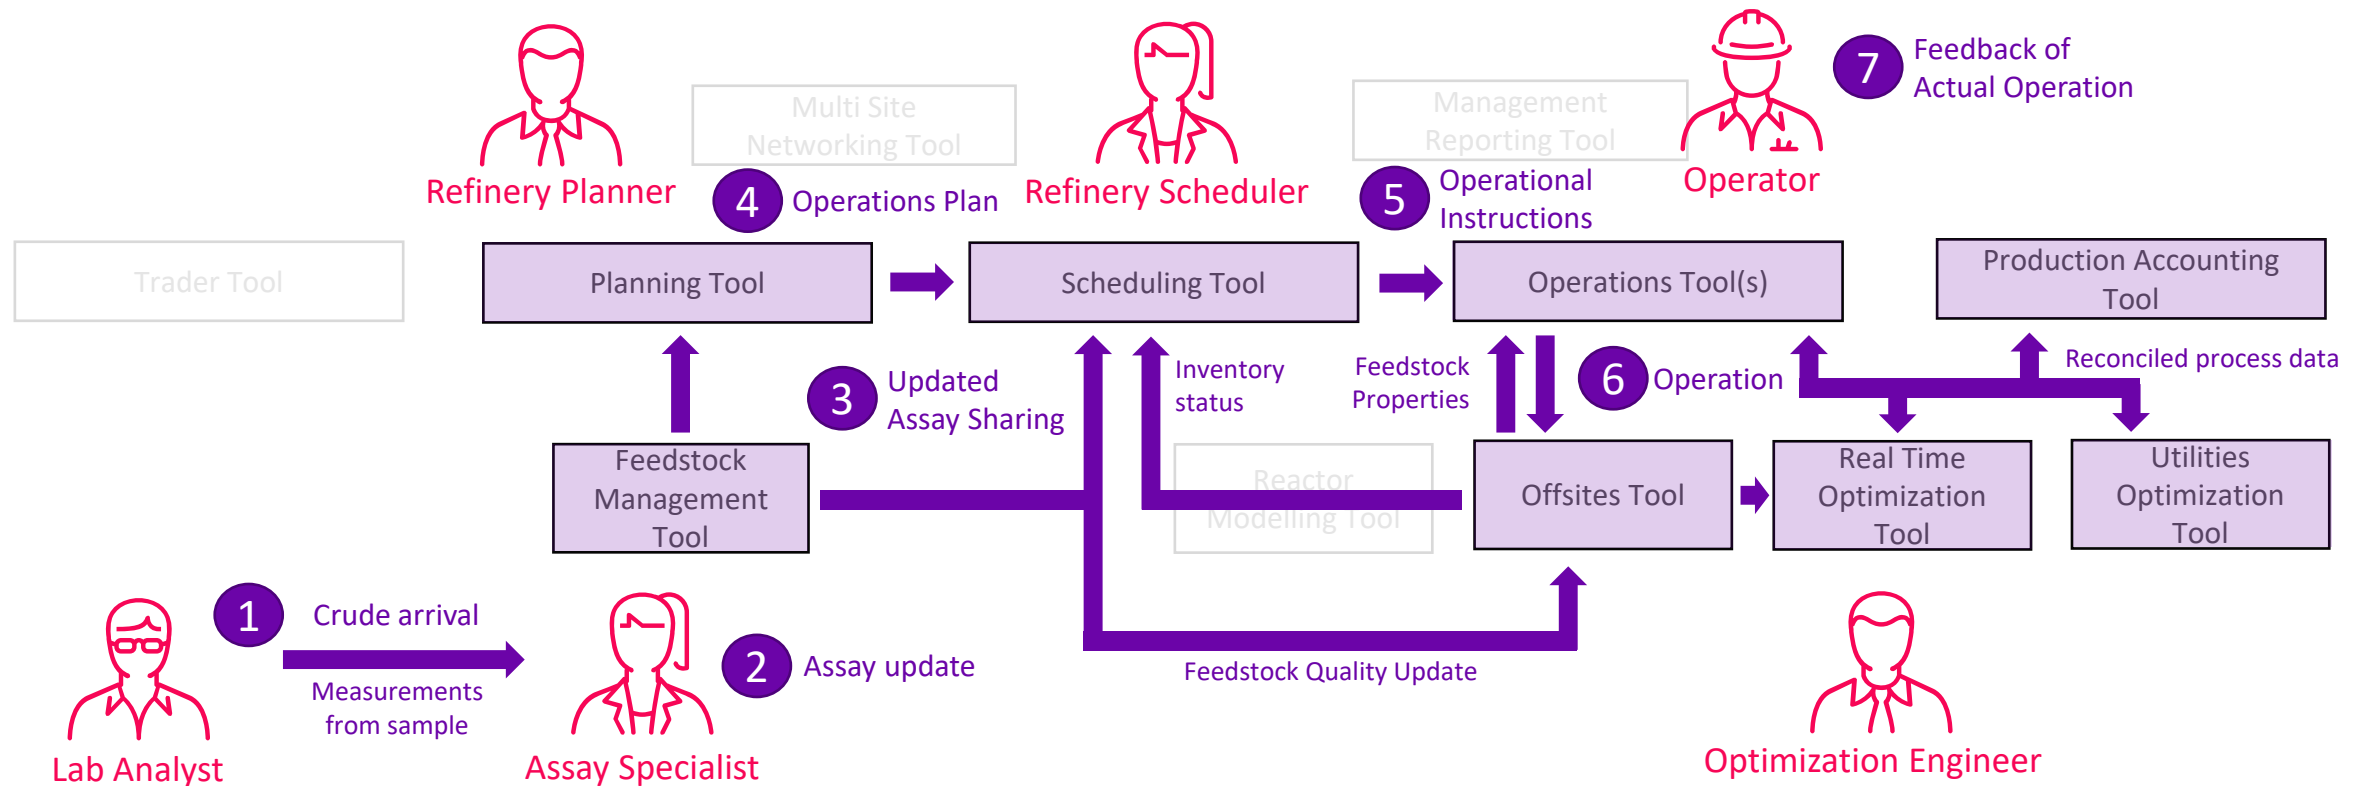 7
Feedback of
Actual Operation
Multi Site
Networking Tool
Management
Reporting Tool
Refinery Planner
4
Operations Plan
Refinery Scheduler
5
Operational
Instructions
Operator
Trader Tool
Planning Tool
Scheduling Tool
Operations Tool(s)
Production Accounting
Tool
3
Updated
Assay Sharing
Inventory
status
Feedstock
Properties
6
Operation
Reconciled process data
Feedstock
Management
Tool
Reactor
Modelling Tool
Offsites Tool
Real Time
Optimization
Tool
Utilities
Optimization
Tool
1
Crude arrival
Measurements
from sample
2
Assay update
Feedstock Quality Update
Lab Analyst
Assay Specialist
Optimization Engineer